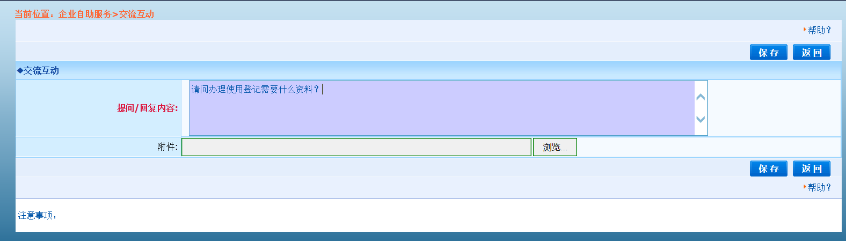 当前位置：企业自助服务>交流互动
*帮助?
保存 返回
◆交流互动
提问/回复内容:
请问办理使用登记需要什么资料？
附件: 浏览...
保存 返回
*帮助?
注意事项：